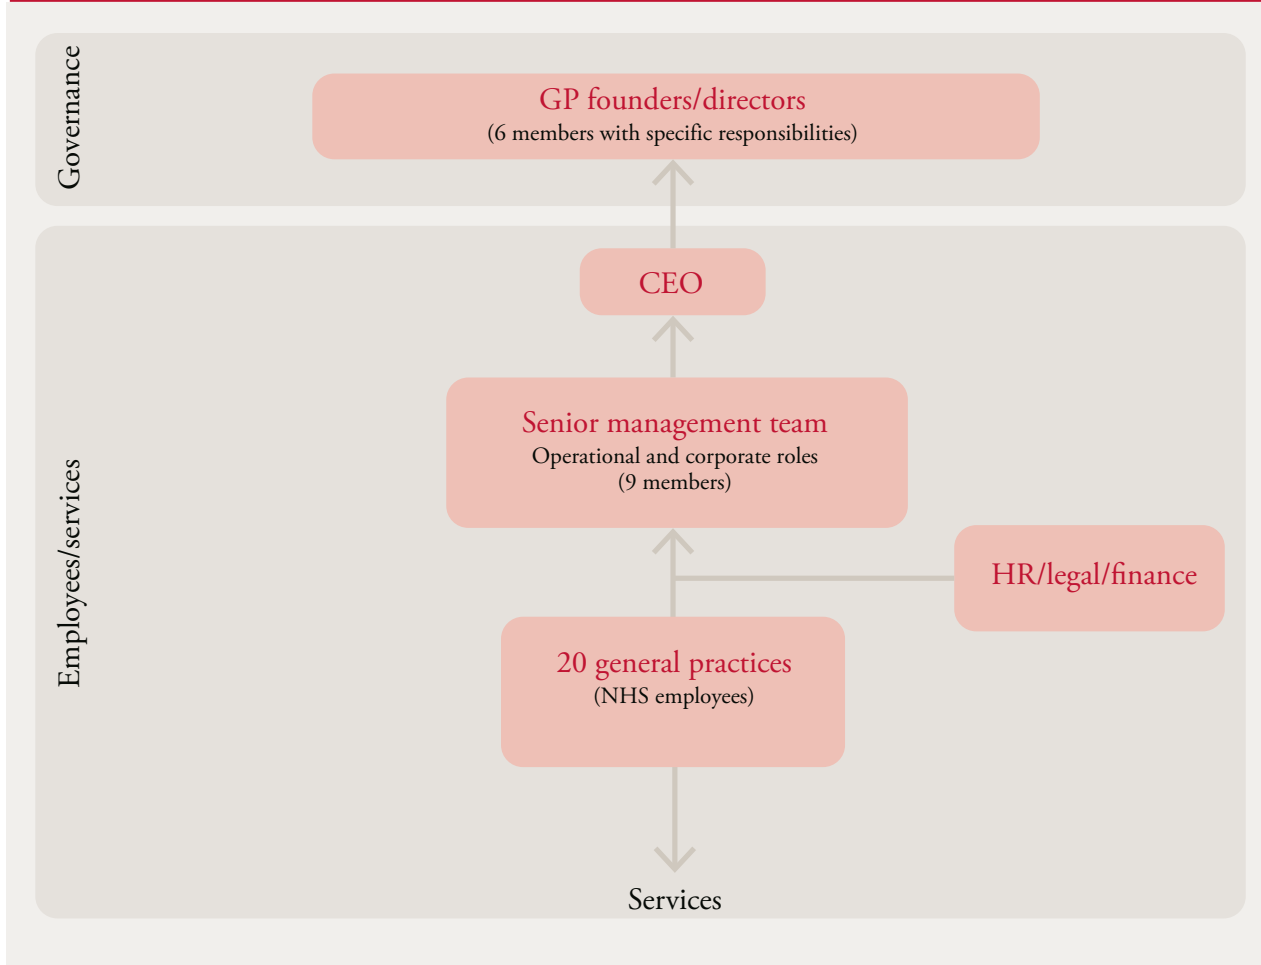 Governance
GP founders/directors
(6 members with specific responsibilities)
Employees/services
CEO
Senior management team
Operational and corporate roles
(9 members)
HR/legal/finance
20 general practices
(NHS employees)
Services